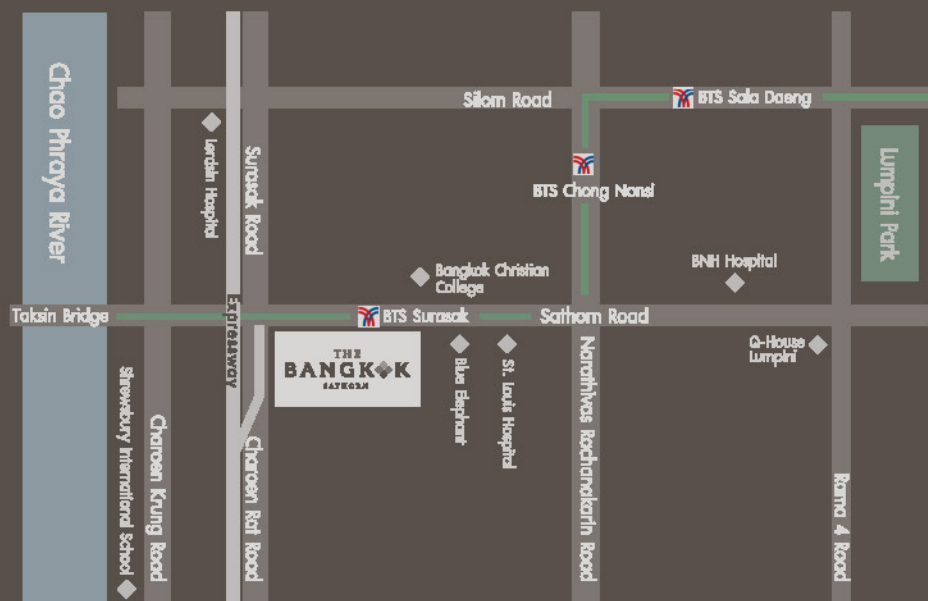 Chao Phraya River
Silom Road
BTS Sala Daeng
Lerdsin Hospital
Surasak Road
BTS Chong Nonsi
Lumpini Park
Bangkok Christian
College
BNH Hospital
Taksin Bridge
Expressway
BTS Surasak
Sathorn Road
THE
BANGKOK
SATHORN
Blue Elephant
St. Louis Hospital
Narathiwas Rachanakarin Road
Q-House
Lumpini
Shrewsbury International School
Charoen Krung Road
Charoen Rat Road
Rama 4 Road